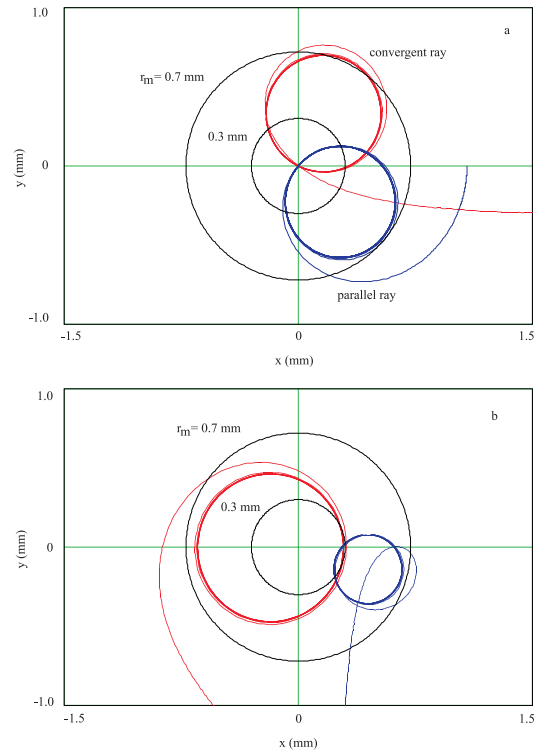 1.0
a
convergent ray
rm = 0.7 mm
0.3 mm
y (mm)
0
parallel ray
-1.0
-1.5
0
1.5
x (mm)
1.0
b
rm = 0.7 mm
0.3 mm
y (mm)
0
-1.0
-1.5
0
1.5
x (mm)